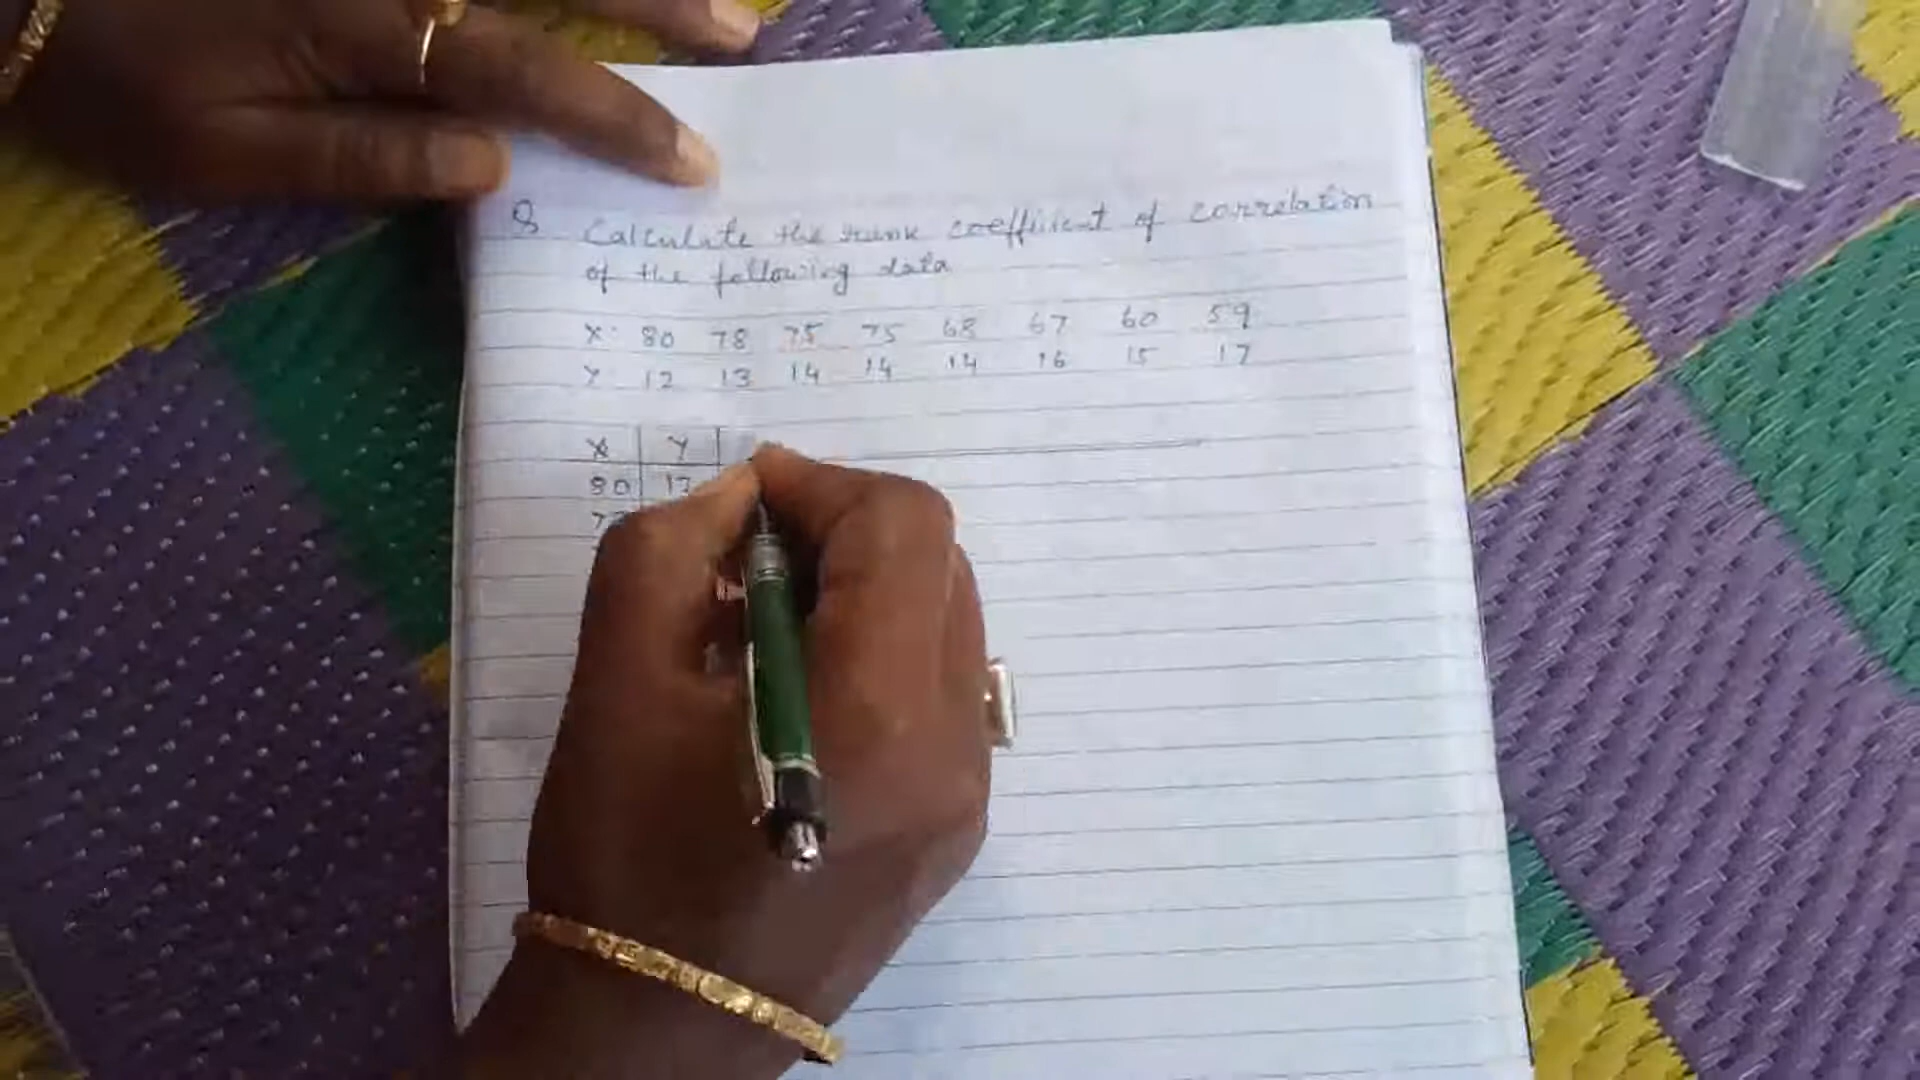 Q Calculate the rank coefficient of correlation
of the following data
X: 80 78 75 75 68 67 60 59
Y 12 13 14 14 14 16 15 17
X Y
80 12